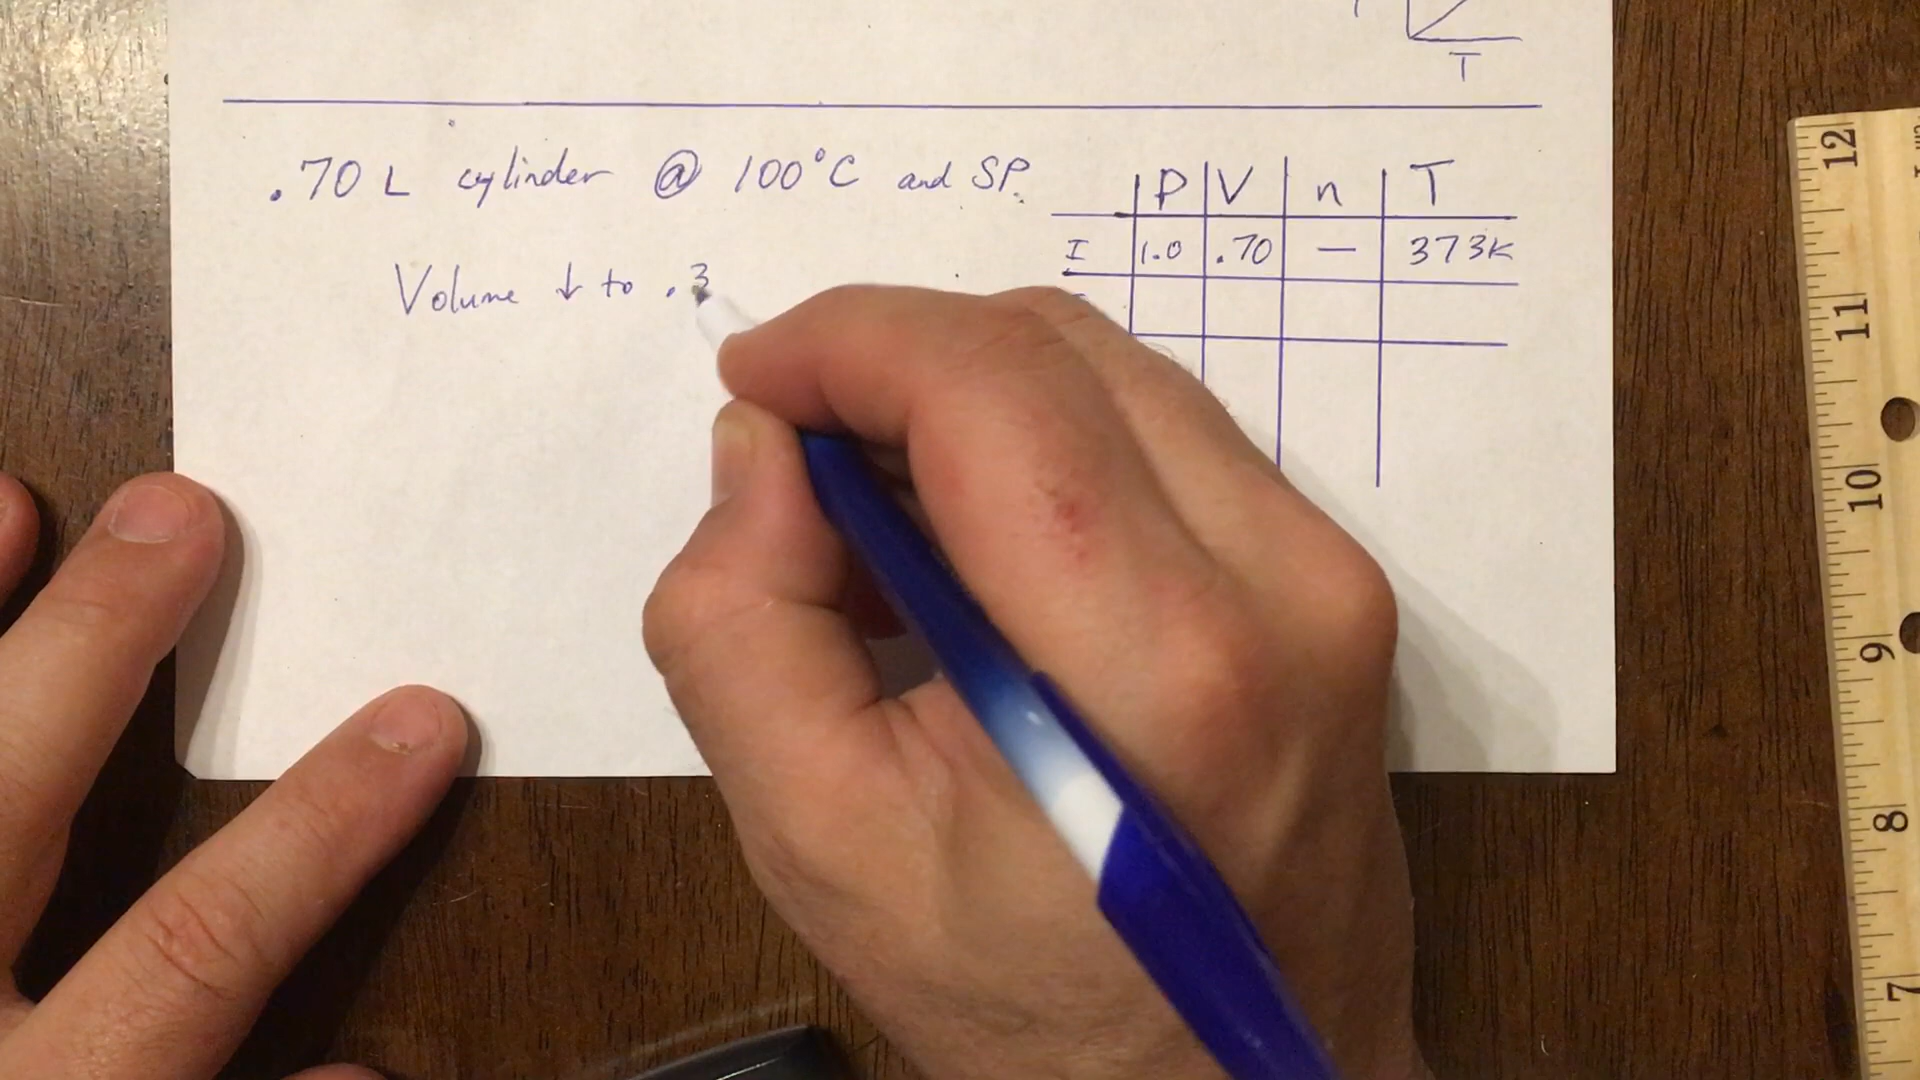 T
.70 L cylinder @ 100°C and SP.
P V n T
I 1.0 .70 — 373K
Volume ↓ to .3
12
11
10
9
8
7